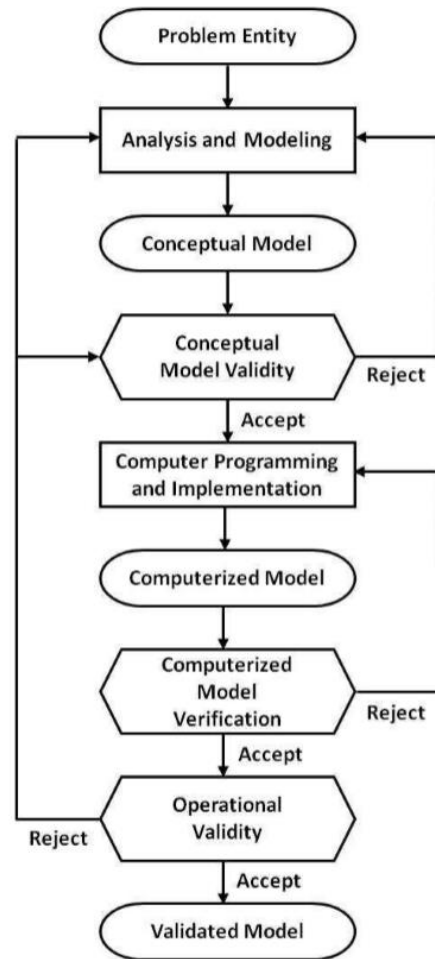 Problem Entity
Analysis and Modeling
Conceptual Model
Conceptual
Model Validity
Reject
Accept
Computer Programming
and Implementation
Computerized Model
Computerized
Model
Verification
Reject
Accept
Operational
Validity
Reject
Accept
Validated Model